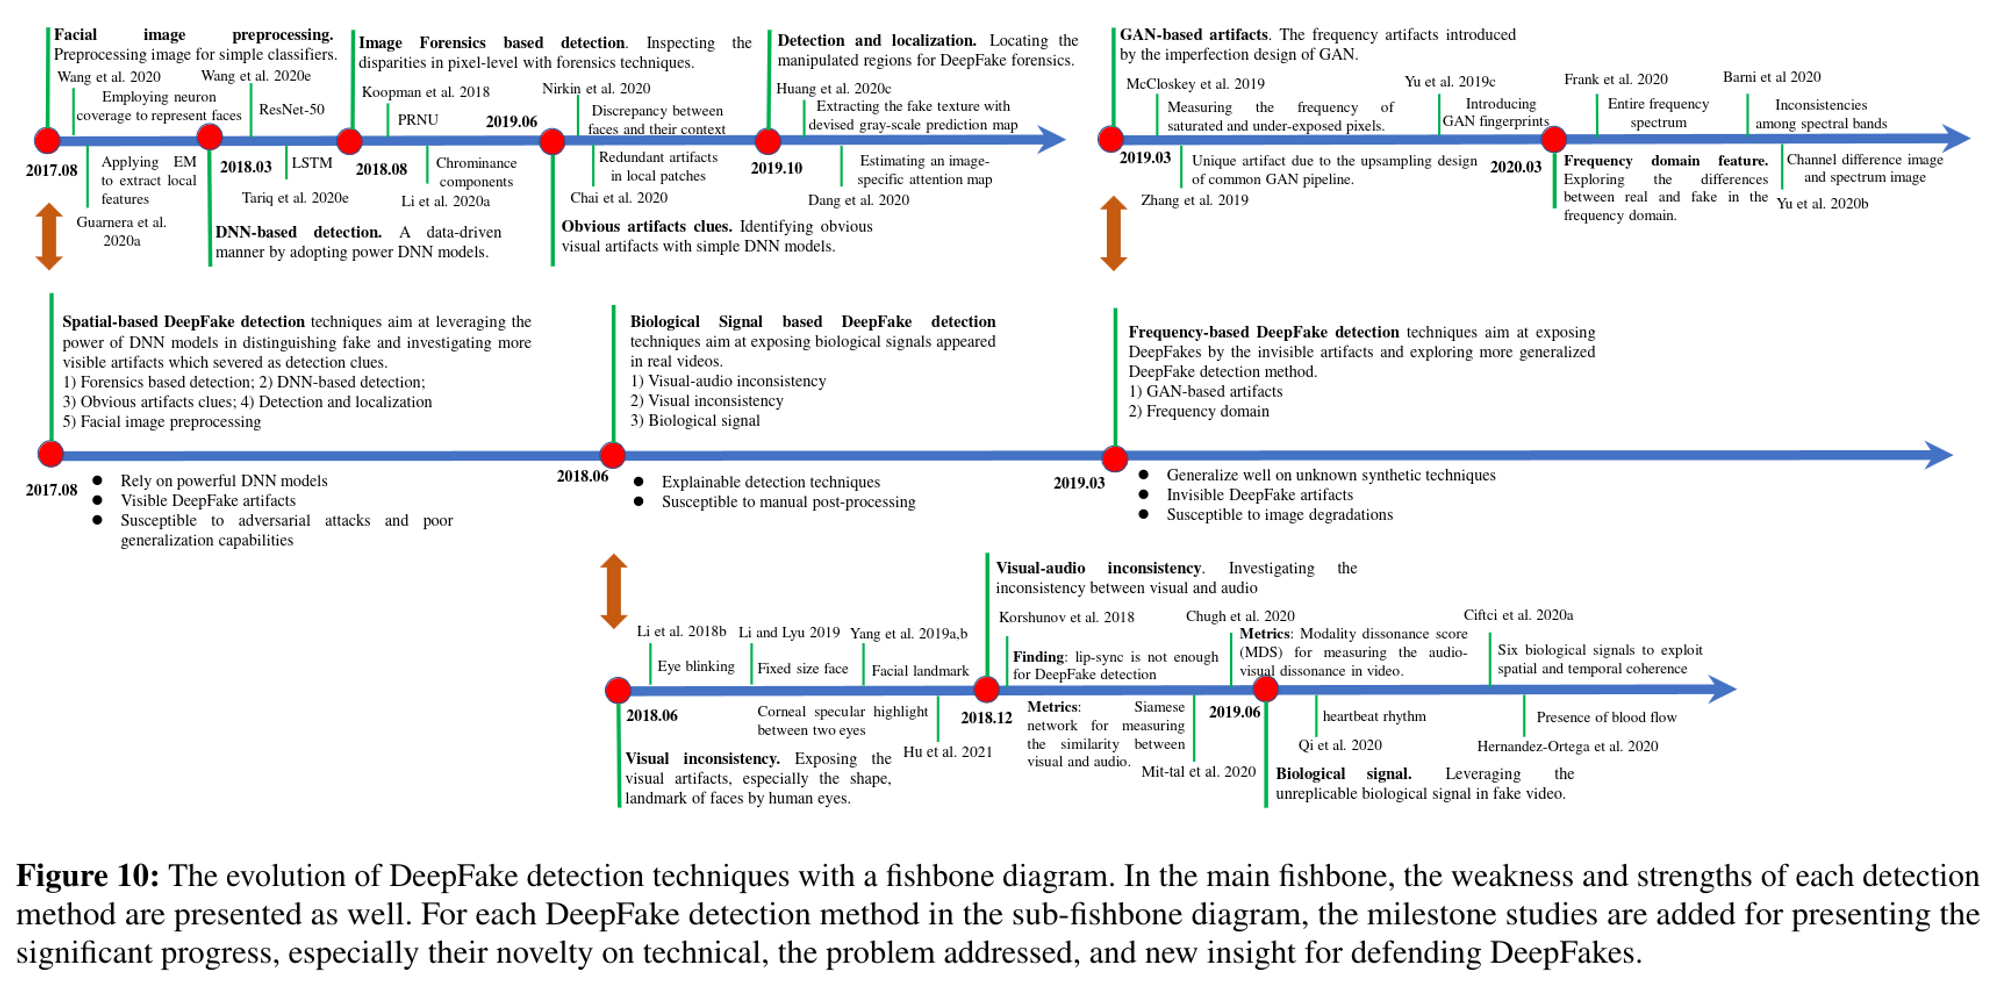 Facial image preprocessing.
Preprocessing image for simple classifiers.
Wang et al. 2020
Employing neuron
coverage to represent faces
Wang et al. 2020e
ResNet-50
2017.08
Applying EM
to extract local
features
Guarnera et al.
2020a
2018.03
LSTM
Tariq et al. 2020e
DNN-based detection. A data-driven
manner by adopting power DNN models.
Image Forensics based detection. Inspecting the
disparities in pixel-level with forensics techniques.
Koopman et al. 2018
PRNU
2018.08
Chrominance
components
Li et al. 2020a
2019.06
Nirkin et al. 2020
Discrepancy between
faces and their context
Redundant artifacts
in local patches
Chai et al. 2020
Obvious artifacts clues. Identifying obvious
visual artifacts with simple DNN models.
Detection and localization. Locating the
manipulated regions for DeepFake forensics.
Huang et al. 2020c
Extracting the fake texture with
devised gray-scale prediction map
2019.10
Estimating an image-
specific attention map
Dang et al. 2020
GAN-based artifacts. The frequency artifacts introduced
by the imperfection design of GAN.
McCloskey et al. 2019
Measuring the frequency of
saturated and under-exposed pixels.
Yu et al. 2019c
Introducing
GAN fingerprints
2019.03
Unique artifact due to the upsampling design
of common GAN pipeline.
Zhang et al. 2019
2020.03
Frank et al. 2020
Entire frequency
spectrum
Barni et al 2020
Inconsistencies
among spectral bands
Frequency domain feature.
Exploring the differences
between real and fake in the
frequency domain.
Channel difference image
and spectrum image
Yu et al. 2020b
Spatial-based DeepFake detection techniques aim at leveraging the
power of DNN models in distinguishing fake and investigating more
visible artifacts which severed as detection clues.
1) Forensics based detection; 2) DNN-based detection;
3) Obvious artifacts clues; 4) Detection and localization
5) Facial image preprocessing
2017.08
● Rely on powerful DNN models
● Visible DeepFake artifacts
● Susceptible to adversarial attacks and poor
generalization capabilities
Biological Signal based DeepFake detection
techniques aim at exposing biological signals appeared
in real videos.
1) Visual-audio inconsistency
2) Visual inconsistency
3) Biological signal
2018.06
● Explainable detection techniques
● Susceptible to manual post-processing
Frequency-based DeepFake detection techniques aim at exposing
DeepFakes by the invisible artifacts and exploring more generalized
DeepFake detection method.
1) GAN-based artifacts
2) Frequency domain
2019.03
● Generalize well on unknown synthetic techniques
● Invisible DeepFake artifacts
● Susceptible to image degradations
Li et al. 2018b
Eye blinking
Li and Lyu 2019
Fixed size face
Yang et al. 2019a,b
Facial landmark
2018.06
Corneal specular highlight
between two eyes
Hu et al. 2021
Visual inconsistency. Exposing the
visual artifacts, especially the shape,
landmark of faces by human eyes.
Visual-audio inconsistency. Investigating the
inconsistency between visual and audio
Korshunov et al. 2018
Finding: lip-sync is not enough
for DeepFake detection
Chugh et al. 2020
Metrics: Modality dissonance score
(MDS) for measuring the audio-
visual dissonance in video.
2018.12
Metrics: Siamese
network for measuring
the similarity between
visual and audio.
Mit-tal et al. 2020
2019.06
Ciftci et al. 2020a
Six biological signals to exploit
spatial and temporal coherence
heartbeat rhythm
Qi et al. 2020
Presence of blood flow
Hernandez-Ortega et al. 2020
Biological signal. Leveraging the
unreplicable biological signal in fake video.
Figure 10: The evolution of DeepFake detection techniques with a fishbone diagram. In the main fishbone, the weakness and strengths of each detection
method are presented as well. For each DeepFake detection method in the sub-fishbone diagram, the milestone studies are added for presenting the
significant progress, especially their novelty on technical, the problem addressed, and new insight for defending DeepFakes.